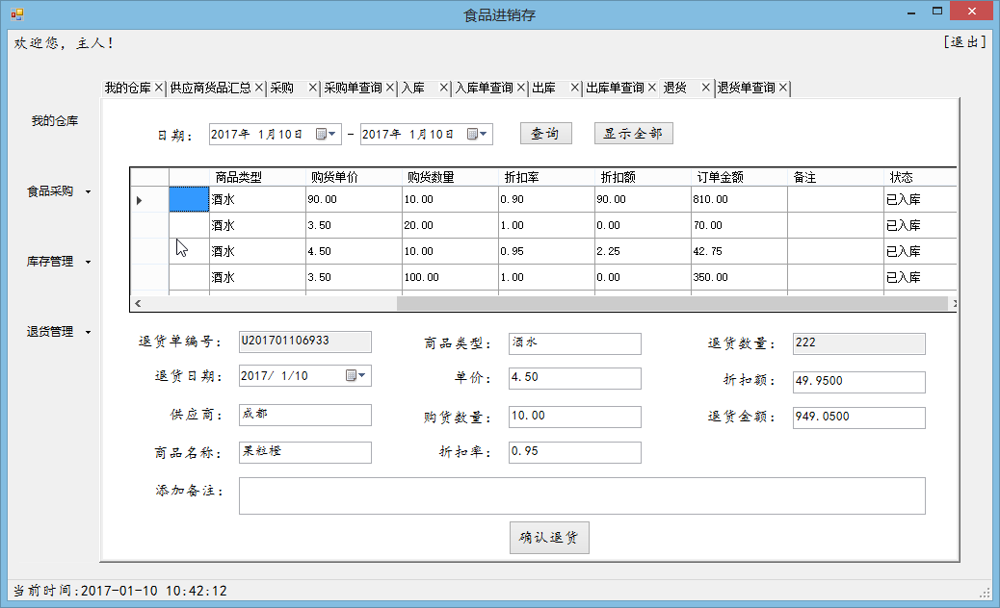 食品进销存
欢迎您，主人！ [退出]
我的仓库 供应商货品汇总 采购 采购单查询 入库 入库单查询 出库 出库单查询 退货 退货单查询
我的仓库
食品采购
库存管理
退货管理
日期： 2017年 1月10日 - 2017年 1月10日 查询 显示全部
商品类型 购货单价 购货数量 折扣率 折扣额 订单金额 备注 状态
酒水 90.00 10.00 0.90 90.00 810.00 已入库
酒水 3.50 20.00 1.00 0.00 70.00 已入库
酒水 4.50 10.00 0.95 2.25 42.75 已入库
酒水 3.50 100.00 1.00 0.00 350.00 已入库
退货单编号： U201701106933 商品类型： 酒水 退货数量： 222
退货日期： 2017/ 1/10 单价： 4.50 折扣额： 49.9500
供应商： 成都 购货数量： 10.00 退货金额： 949.0500
商品名称： 果粒橙 折扣率： 0.95
添加备注：
确认退货
当前时间:2017-01-10 10:42:12